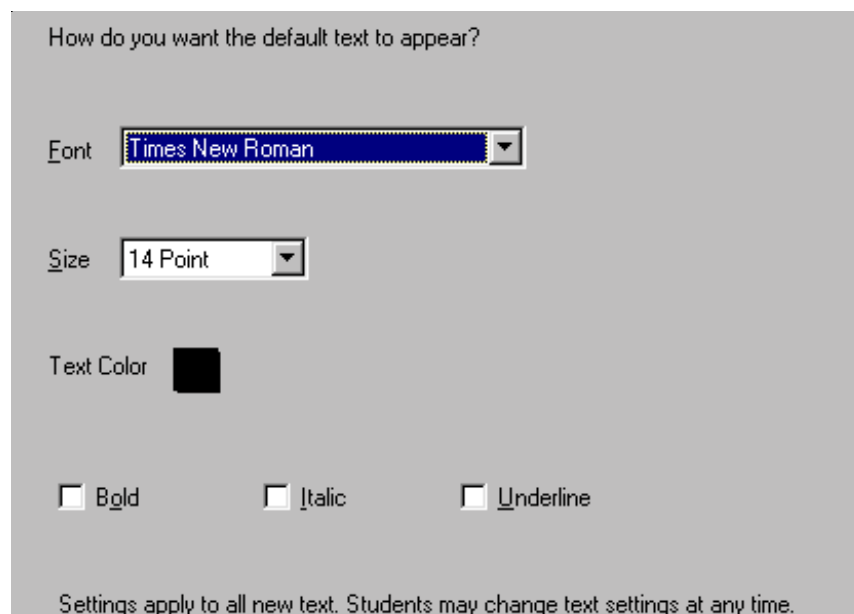 How do you want the default text to appear?
Font Times New Roman
Size 14 Point
Text Color
Bold Italic Underline
Settings apply to all new text. Students may change text settings at any time.